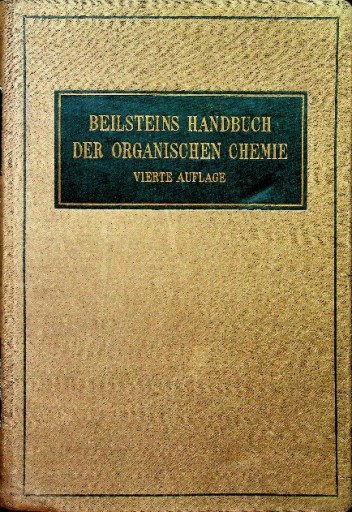 BEILSTEINS HANDBUCH
DER ORGANISCHEN CHEMIE
VIERTE AUFLAGE